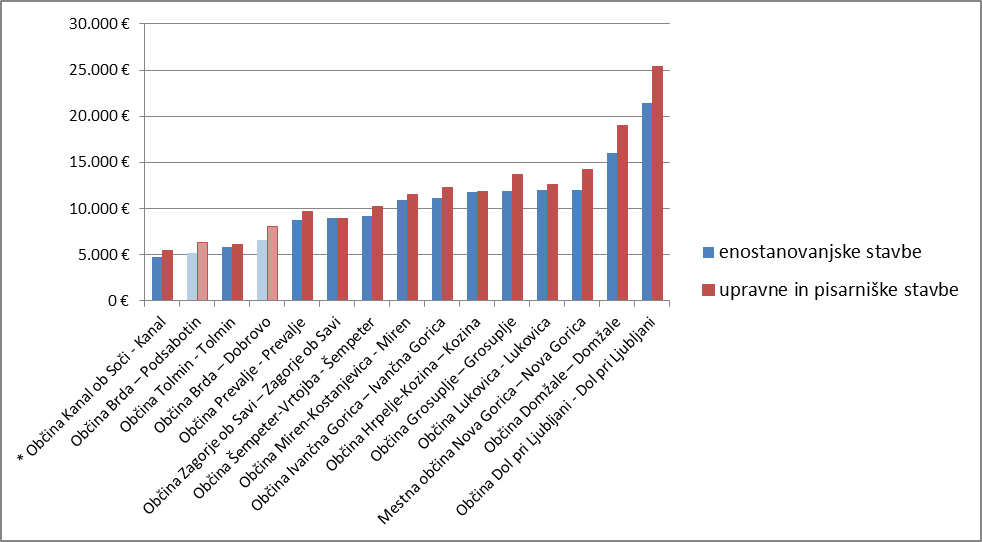 30.000 €
25.000 €
20.000 €
15.000 €
10.000 €
5.000 €
0 €
* Občina Kanal ob Soči - Kanal
Občina Brda – Podsabotin
Občina Tolmin - Tolmin
Občina Brda – Dobrovo
Občina Prevalje - Prevalje
Občina Zagorje ob Savi – Zagorje ob Savi
Občina Šempeter-Vrtojba - Šempeter
Občina Miren-Kostanjevica - Miren
Občina Ivančna Gorica – Ivančna Gorica
Občina Hrpelje-Kozina – Kozina
Občina Grosuplje – Grosuplje
Občina Lukovica - Lukovica
Mestna občina Nova Gorica – Nova Gorica
Občina Domžale – Domžale
Občina Dol pri Ljubljani - Dol pri Ljubljani
enostanovanjske stavbe
upravne in pisarniške stavbe